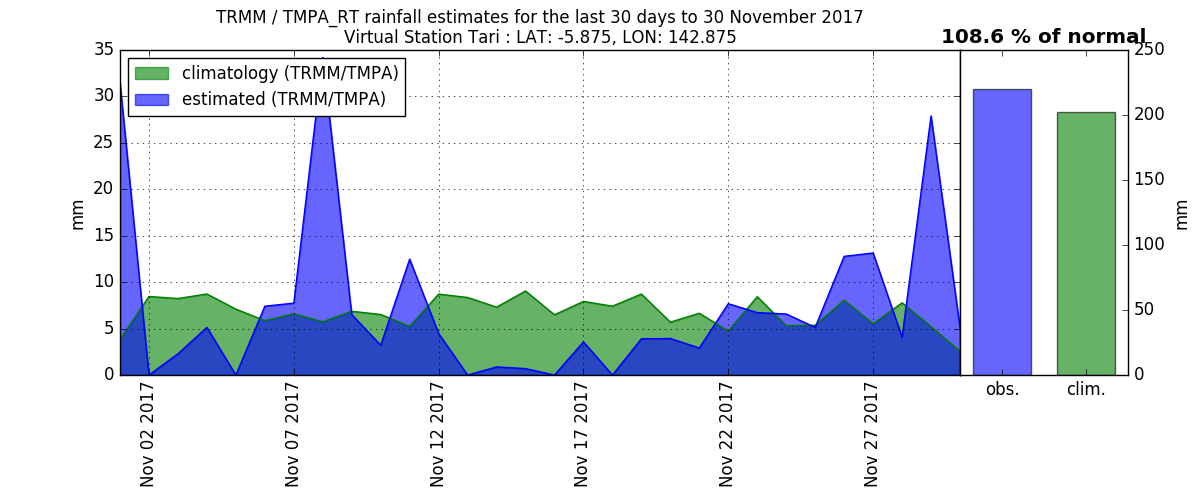 TRMM / TMPA_RT rainfall estimates for the last 30 days to 30 November 2017
Virtual Station Tari : LAT: -5.875, LON: 142.875
108.6 % of normal
climatology (TRMM/TMPA)
estimated (TRMM/TMPA)
35
30
25
20
15
10
5
0
mm
Nov 02 2017
Nov 07 2017
Nov 12 2017
Nov 17 2017
Nov 22 2017
Nov 27 2017
obs.
clim.
250
200
150
100
50
0
mm